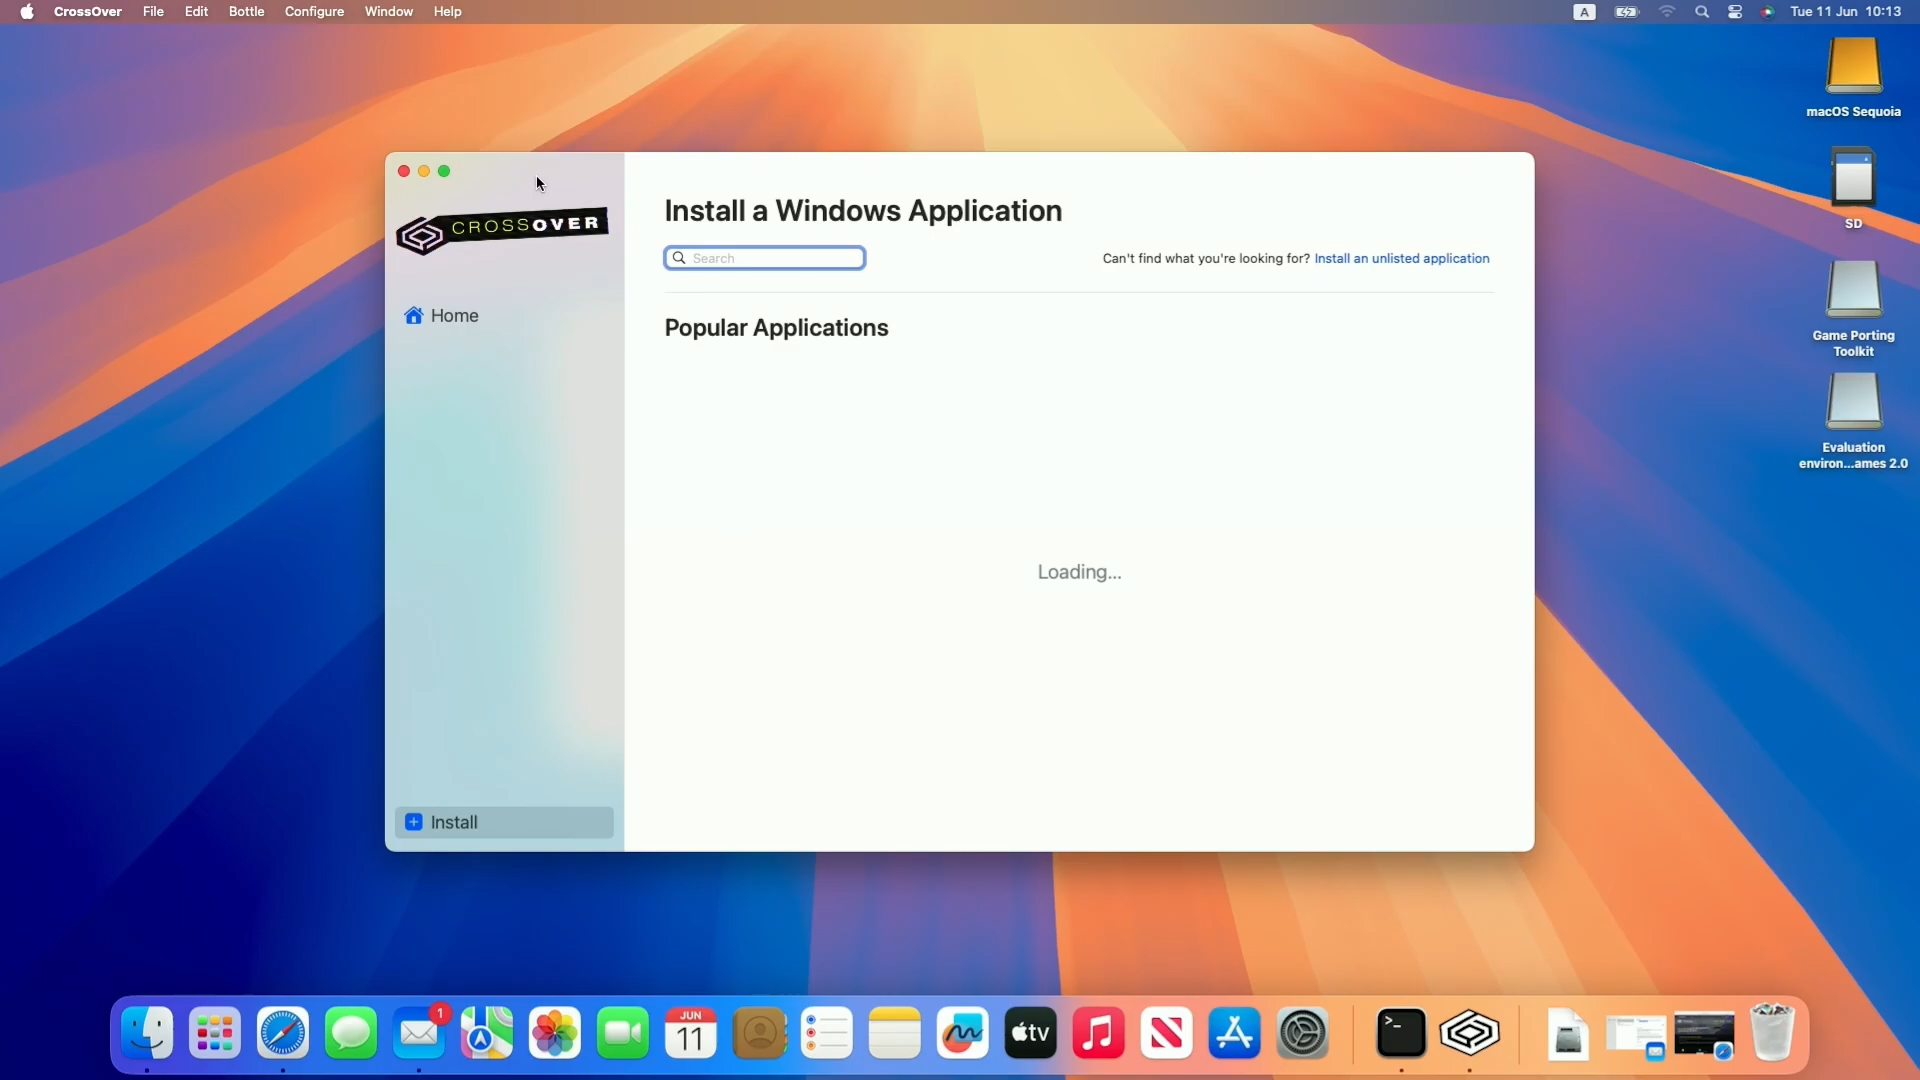 CrossOver File Edit Bottle Configure Window Help
A
Tue 11 Jun 10:13
macOS Sequoia
SD
Game Porting
Toolkit
Evaluation
environ...ames 2.0
CROSSOVER
Home
Install
Install a Windows Application
Search
Can't find what you're looking for? Install an unlisted application
Popular Applications
Loading...
1
JUN
11
tv
>_